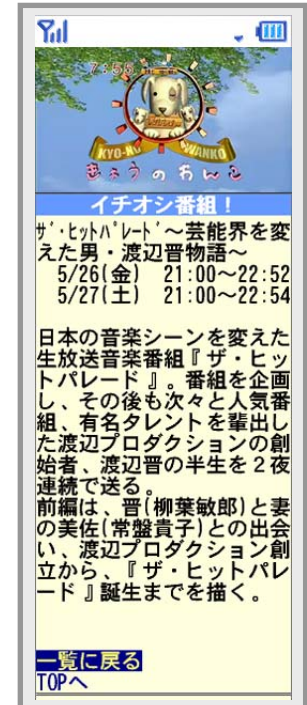 7:56
KYO-NO WANKO
きょうのわんこ
イチオシ番組！
ｻﾞ･ﾋｯﾄﾊﾟﾚｰﾄﾞ～芸能界を変
えた男・渡辺晋物語～
5/26(金) 21:00～22:52
5/27(土) 21:00～22:54
日本の音楽シーンを変えた
生放送音楽番組『ザ・ヒッ
トパレード』。番組を企画
し、その後も次々と人気番
組、有名タレントを輩出し
た渡辺プロダクションの創
始者、渡辺晋の半生を２夜
連続で送る。
前編は、晋(柳葉敏郎)と妻
の美佐(常盤貴子)との出会
い、渡辺プロダクション創
立から、『ザ・ヒットパレ
ード』誕生までを描く。
一覧に戻る
TOPへ